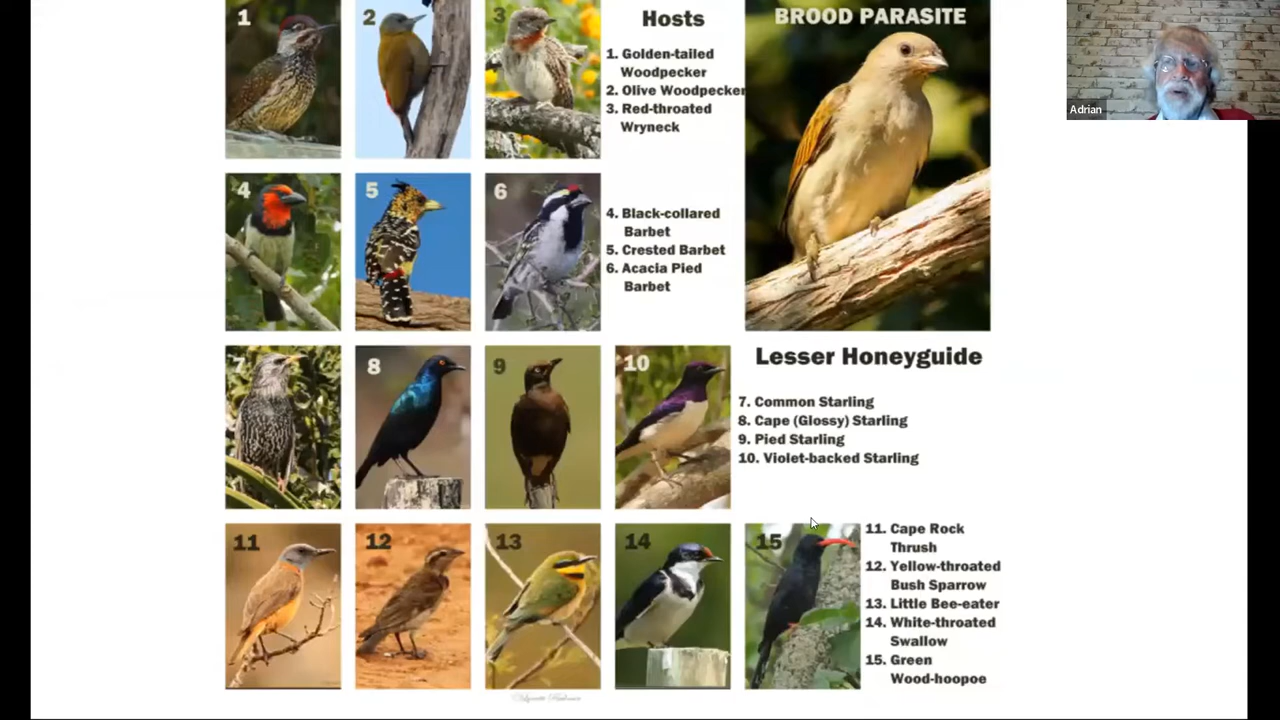 1
2
3
Hosts
1. Golden-tailed
Woodpecker
2. Olive Woodpecker
3. Red-throated
Wryneck
BROOD PARASITE
Adrian
4
5
6
4. Black-collared
Barbet
5. Crested Barbet
6. Acacia Pied
Barbet
7
8
9
10
Lesser Honeyguide
7. Common Starling
8. Cape (Glossy) Starling
9. Pied Starling
10. Violet-backed Starling
11
12
13
14
15
11. Cape Rock
Thrush
12. Yellow-throated
Bush Sparrow
13. Little Bee-eater
14. White-throated
Swallow
15. Green
Wood-hoopoe